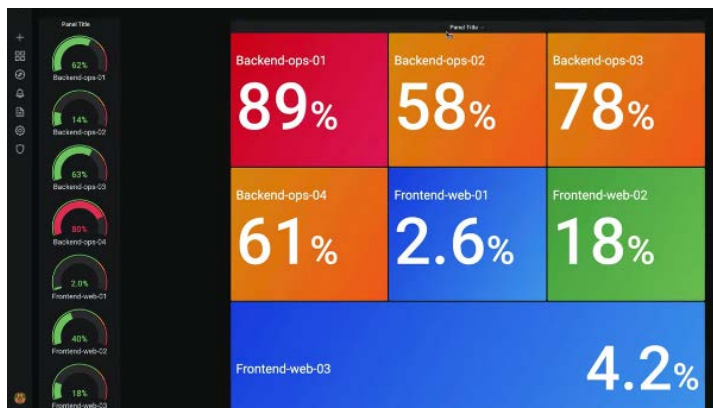 Panel Title
62%
Backend-ops-01
14%
Backend-ops-02
63%
Backend-ops-03
80%
Backend-ops-04
2.0%
Frontend-web-01
40%
Frontend-web-02
18%
Frontend-web-03
Panel Title
Backend-ops-01
89%
Backend-ops-02
58%
Backend-ops-03
78%
Backend-ops-04
61%
Frontend-web-01
2.6%
Frontend-web-02
18%
Frontend-web-03
4.2%